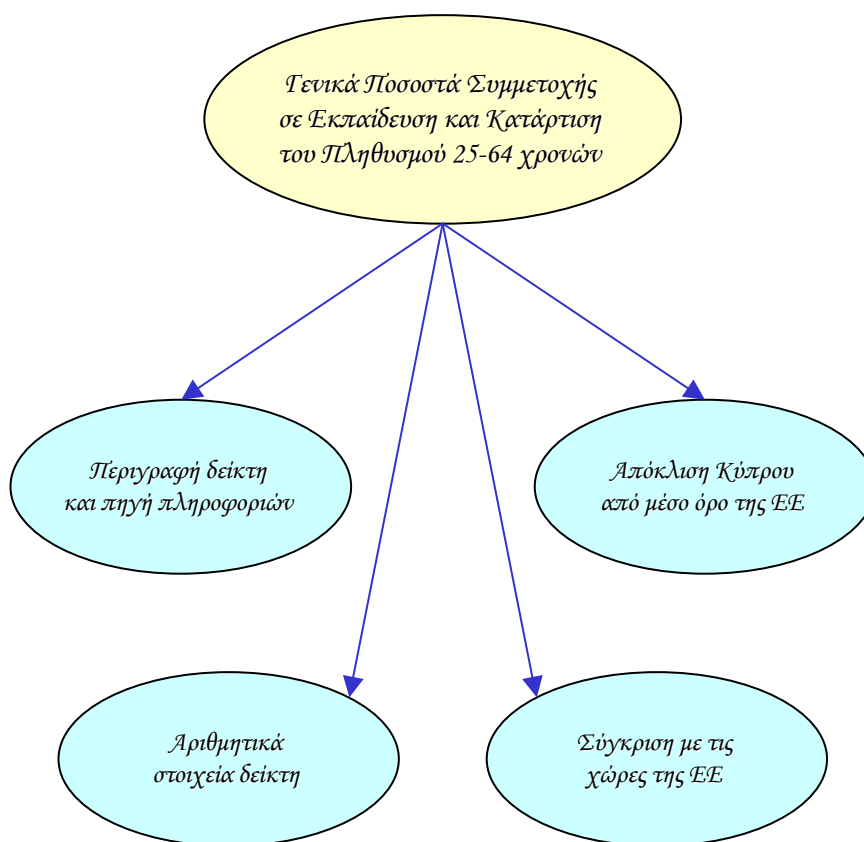 Γενικά Ποσοστά Συμμετοχής
σε Εκπαίδευση και Κατάρτιση
του Πληθυσμού 25-64 χρονών
Περιγραφή δείκτη
και πηγή πληροφοριών
Απόκλιση Κύπρου
από μέσο όρο της ΕΕ
Αριθμητικά
στοιχεία δείκτη
Σύγκριση με τις
χώρες της ΕΕ